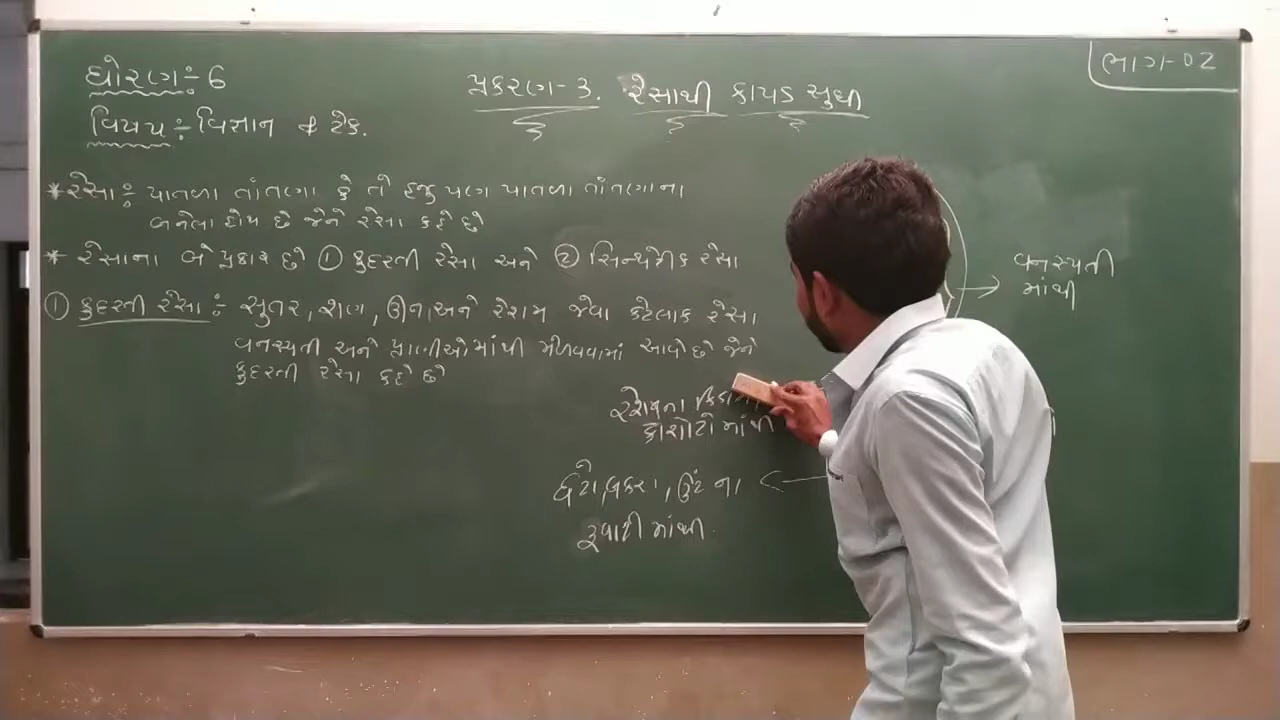 ધોરણ:- 6
વિષય:- વિજ્ઞાન & ટેક.
પ્રકરણ-૩. રેસાથી કાપડ સુધી
ભાગ-02
* રેસા:- પાતળા તાંતણા કે જે હજુ પણ પાતળા તાંતણાના
બનેલા હોય છે જેને રેસા કહે છે
* રેસાના બે પ્રકાર છે ① કુદરતી રેસા અને ② સિન્થેટીક રેસા
① કુદરતી રેસા:- સુતર, શણ, ઊન, અને રેશમ જેવા કેટલાક રેસા
વનસ્પતી અને પ્રાણીઓમાંથી મેળવવામાં આવે છે જેને
કુદરતી રેસા કહે છે
વનસ્પતી
માંથી
રેશમના
કોશેટો માંથી
ઘેટો, બકરા, ઊંટ ના
રૂવાટી માંથી.